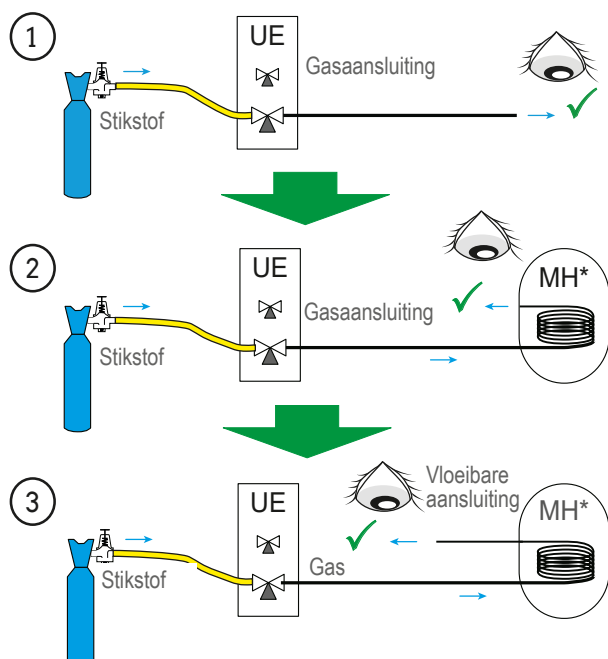 1
UE
Gasaansluiting
Stikstof
2
UE
MH*
Gasaansluiting
Stikstof
3
UE
Vloeibare
aansluiting
MH*
Gas
Stikstof